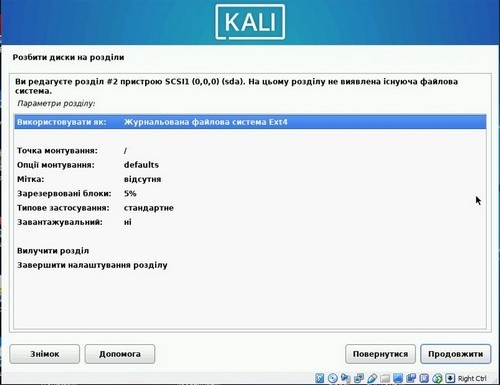 KALI
Розбити диски на розділи
Ви редагуєте розділ #2 пристрою SCSI1 (0,0,0) (sda). На цьому розділу не виявлена існуюча файлова
система.
Параметри розділу:
Використовувати як: Журнальована файлова система Ext4
Точка монтування: /
Опції монтування: defaults
Мітка: відсутня
Зарезервовані блоки: 5%
Типове застосування: стандартне
Завантажувальний: ні
Вилучити розділ
Завершити налаштування розділу
Знімок Допомога Повернутися Продовжити
Right Ctrl